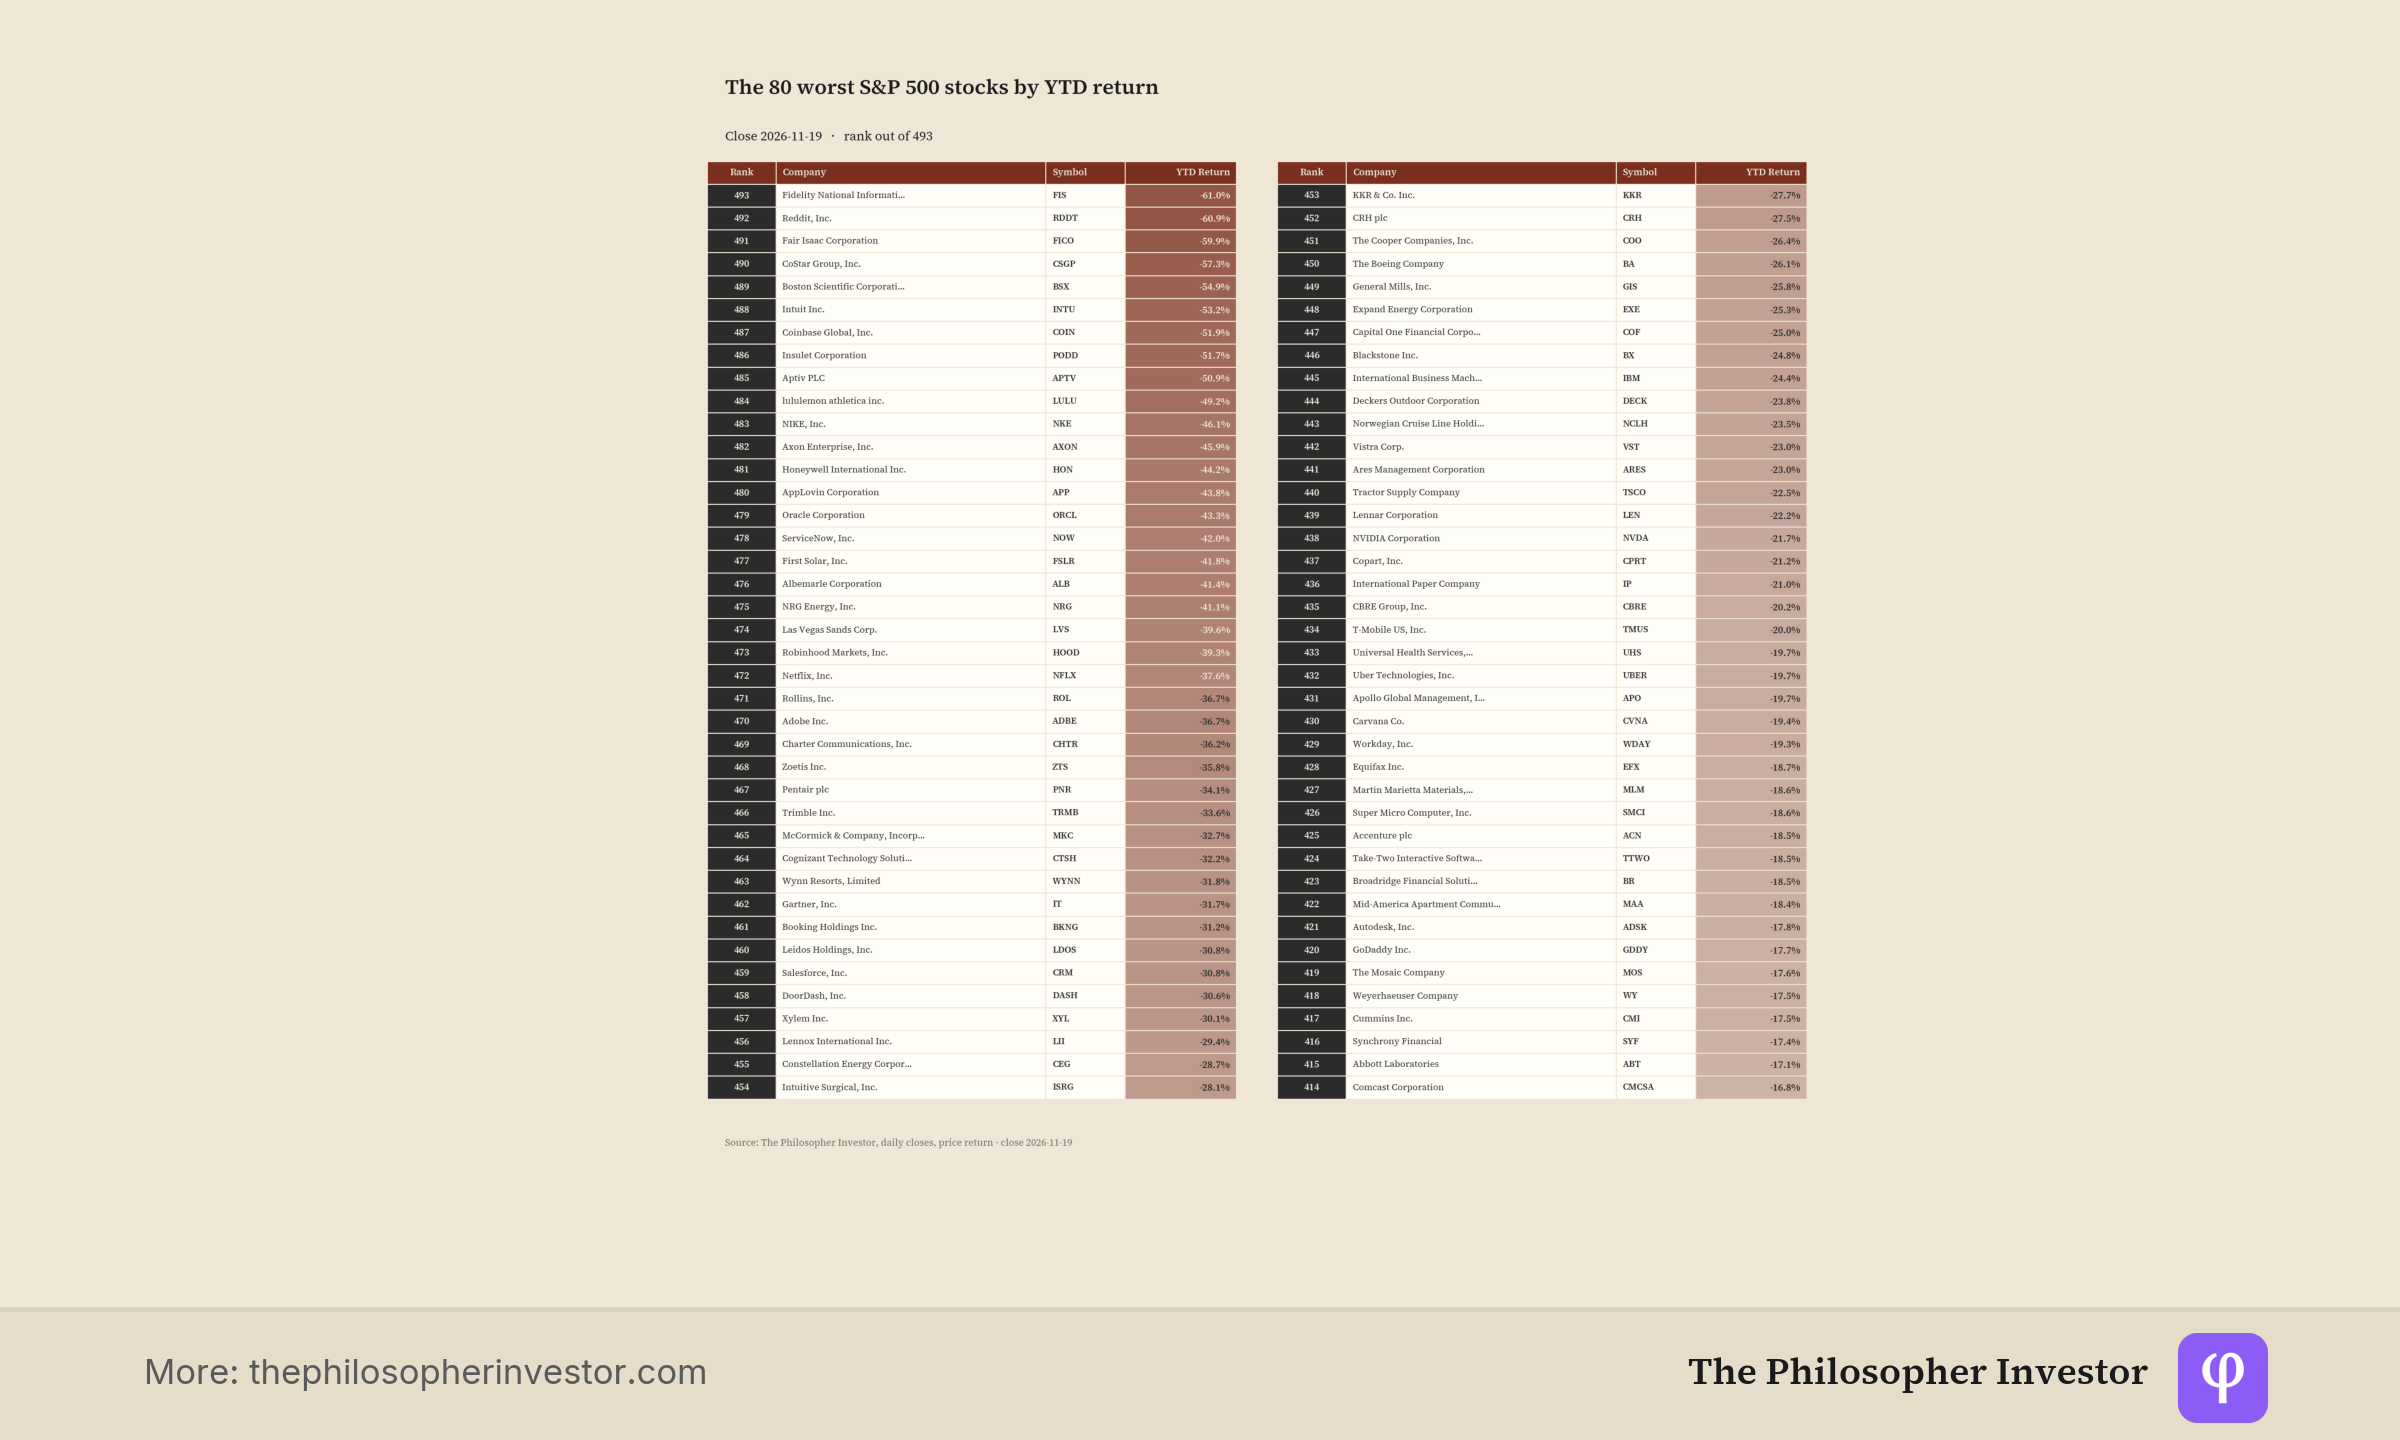 The 80 worst S&P 500 stocks by YTD return
Close 2026-11-19 · rank out of 493
Rank Company Symbol YTD Return
493 Fidelity National Informati... FIS -61.0%
492 Reddit, Inc. RDDT -60.9%
491 Fair Isaac Corporation FICO -59.9%
490 CoStar Group, Inc. CSGP -57.3%
489 Boston Scientific Corporati... BSX -54.9%
488 Intuit Inc. INTU -53.2%
487 Coinbase Global, Inc. COIN -51.9%
486 Insulet Corporation PODD -51.7%
485 Aptiv PLC APTV -50.9%
484 lululemon athletica inc. LULU -49.2%
483 NIKE, Inc. NKE -46.1%
482 Axon Enterprise, Inc. AXON -45.9%
481 Honeywell International Inc. HON -44.2%
480 AppLovin Corporation APP -43.8%
479 Oracle Corporation ORCL -43.3%
478 ServiceNow, Inc. NOW -42.0%
477 First Solar, Inc. FSLR -41.8%
476 Albemarle Corporation ALB -41.4%
475 NRG Energy, Inc. NRG -41.1%
474 Las Vegas Sands Corp. LVS -39.6%
473 Robinhood Markets, Inc. HOOD -39.3%
472 Netflix, Inc. NFLX -37.6%
471 Rollins, Inc. ROL -36.7%
470 Adobe Inc. ADBE -36.7%
469 Charter Communications, Inc. CHTR -36.2%
468 Zoetis Inc. ZTS -35.8%
467 Pentair plc PNR -34.1%
466 Trimble Inc. TRMB -33.6%
465 McCormick & Company, Incorp... MKC -32.7%
464 Cognizant Technology Soluti... CTSH -32.2%
463 Wynn Resorts, Limited WYNN -31.8%
462 Gartner, Inc. IT -31.7%
461 Booking Holdings Inc. BKNG -31.2%
460 Leidos Holdings, Inc. LDOS -30.8%
459 Salesforce, Inc. CRM -30.8%
458 DoorDash, Inc. DASH -30.6%
457 Xylem Inc. XYL -30.1%
456 Lennox International Inc. LII -29.4%
455 Constellation Energy Corpor... CEG -28.7%
454 Intuitive Surgical, Inc. ISRG -28.1%
Rank Company Symbol YTD Return
453 KKR & Co. Inc. KKR -27.7%
452 CRH plc CRH -27.5%
451 The Cooper Companies, Inc. COO -26.4%
450 The Boeing Company BA -26.1%
449 General Mills, Inc. GIS -25.8%
448 Expand Energy Corporation EXE -25.3%
447 Capital One Financial Corpo... COF -25.0%
446 Blackstone Inc. BX -24.8%
445 International Business Mach... IBM -24.4%
444 Deckers Outdoor Corporation DECK -23.8%
443 Norwegian Cruise Line Holdi... NCLH -23.5%
442 Vistra Corp. VST -23.0%
441 Ares Management Corporation ARES -23.0%
440 Tractor Supply Company TSCO -22.5%
439 Lennar Corporation LEN -22.2%
438 NVIDIA Corporation NVDA -21.7%
437 Copart, Inc. CPRT -21.2%
436 International Paper Company IP -21.0%
435 CBRE Group, Inc. CBRE -20.2%
434 T-Mobile US, Inc. TMUS -20.0%
433 Universal Health Services,... UHS -19.7%
432 Uber Technologies, Inc. UBER -19.7%
431 Apollo Global Management, I... APO -19.7%
430 Carvana Co. CVNA -19.4%
429 Workday, Inc. WDAY -19.3%
428 Equifax Inc. EFX -18.7%
427 Martin Marietta Materials,... MLM -18.6%
426 Super Micro Computer, Inc. SMCI -18.6%
425 Accenture plc ACN -18.5%
424 Take-Two Interactive Softwa... TTWO -18.5%
423 Broadridge Financial Soluti... BR -18.5%
422 Mid-America Apartment Commu... MAA -18.4%
421 Autodesk, Inc. ADSK -17.8%
420 GoDaddy Inc. GDDY -17.7%
419 The Mosaic Company MOS -17.6%
418 Weyerhaeuser Company WY -17.5%
417 Cummins Inc. CMI -17.5%
416 Synchrony Financial SYF -17.4%
415 Abbott Laboratories ABT -17.1%
414 Comcast Corporation CMCSA -16.8%
Source: The Philosopher Investor, daily closes, price return · close 2026-11-19
More: thephilosopherinvestor.com
The Philosopher Investor φ